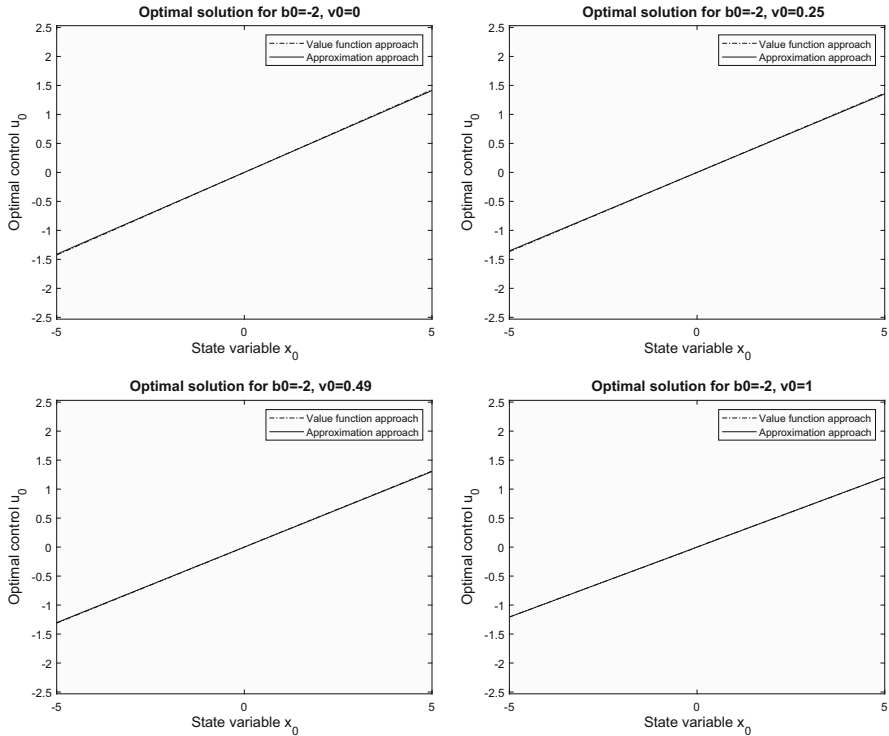 Optimal solution for b0=-2, v0=0
2.5
2
1.5
1
0.5
0
-0.5
-1
-1.5
-2
-2.5
Optimal control u0
-5
0
5
State variable x0
Value function approach
Approximation approach
Optimal solution for b0=-2, v0=0.25
2.5
2
1.5
1
0.5
0
-0.5
-1
-1.5
-2
-2.5
Optimal control u0
-5
0
5
State variable x0
Value function approach
Approximation approach
Optimal solution for b0=-2, v0=0.49
2.5
2
1.5
1
0.5
0
-0.5
-1
-1.5
-2
-2.5
Optimal control u0
-5
0
5
State variable x0
Value function approach
Approximation approach
Optimal solution for b0=-2, v0=1
2.5
2
1.5
1
0.5
0
-0.5
-1
-1.5
-2
-2.5
Optimal control u0
-5
0
5
State variable x0
Value function approach
Approximation approach